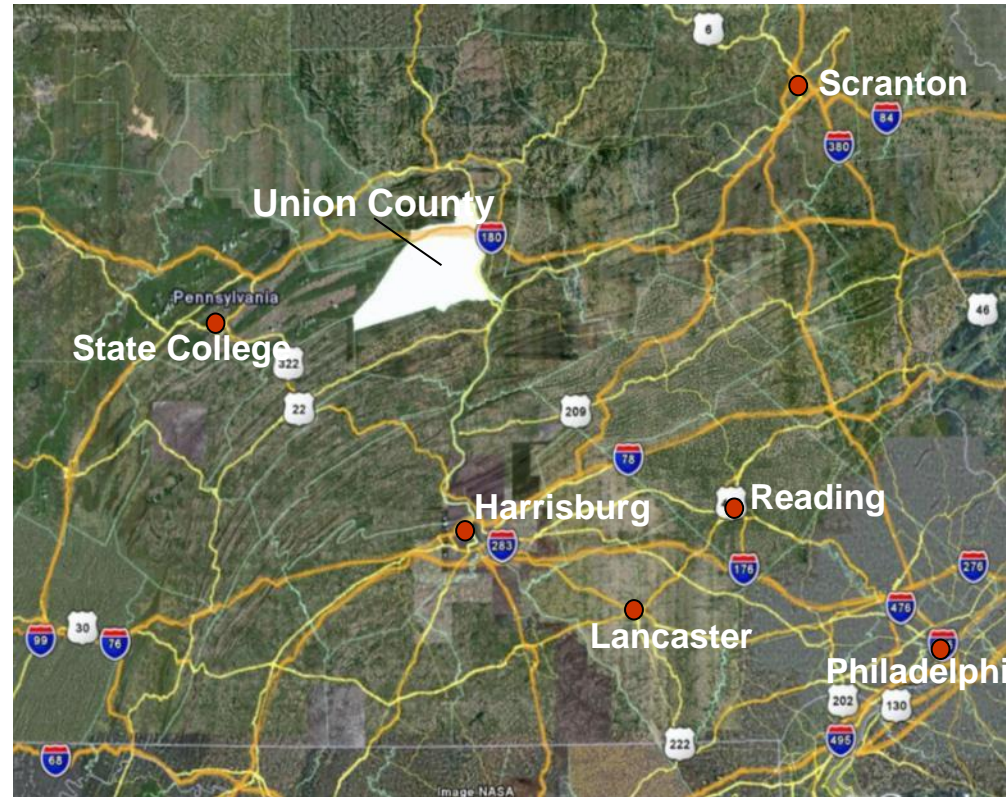 6
Scranton
84
380
Union County
180
Pennsylvania
46
State College
322
22
209
78
Harrisburg
Reading
283
176
276
476
30
99
76
Lancaster
Philadelphi
202
130
222
495
68
Image NASA